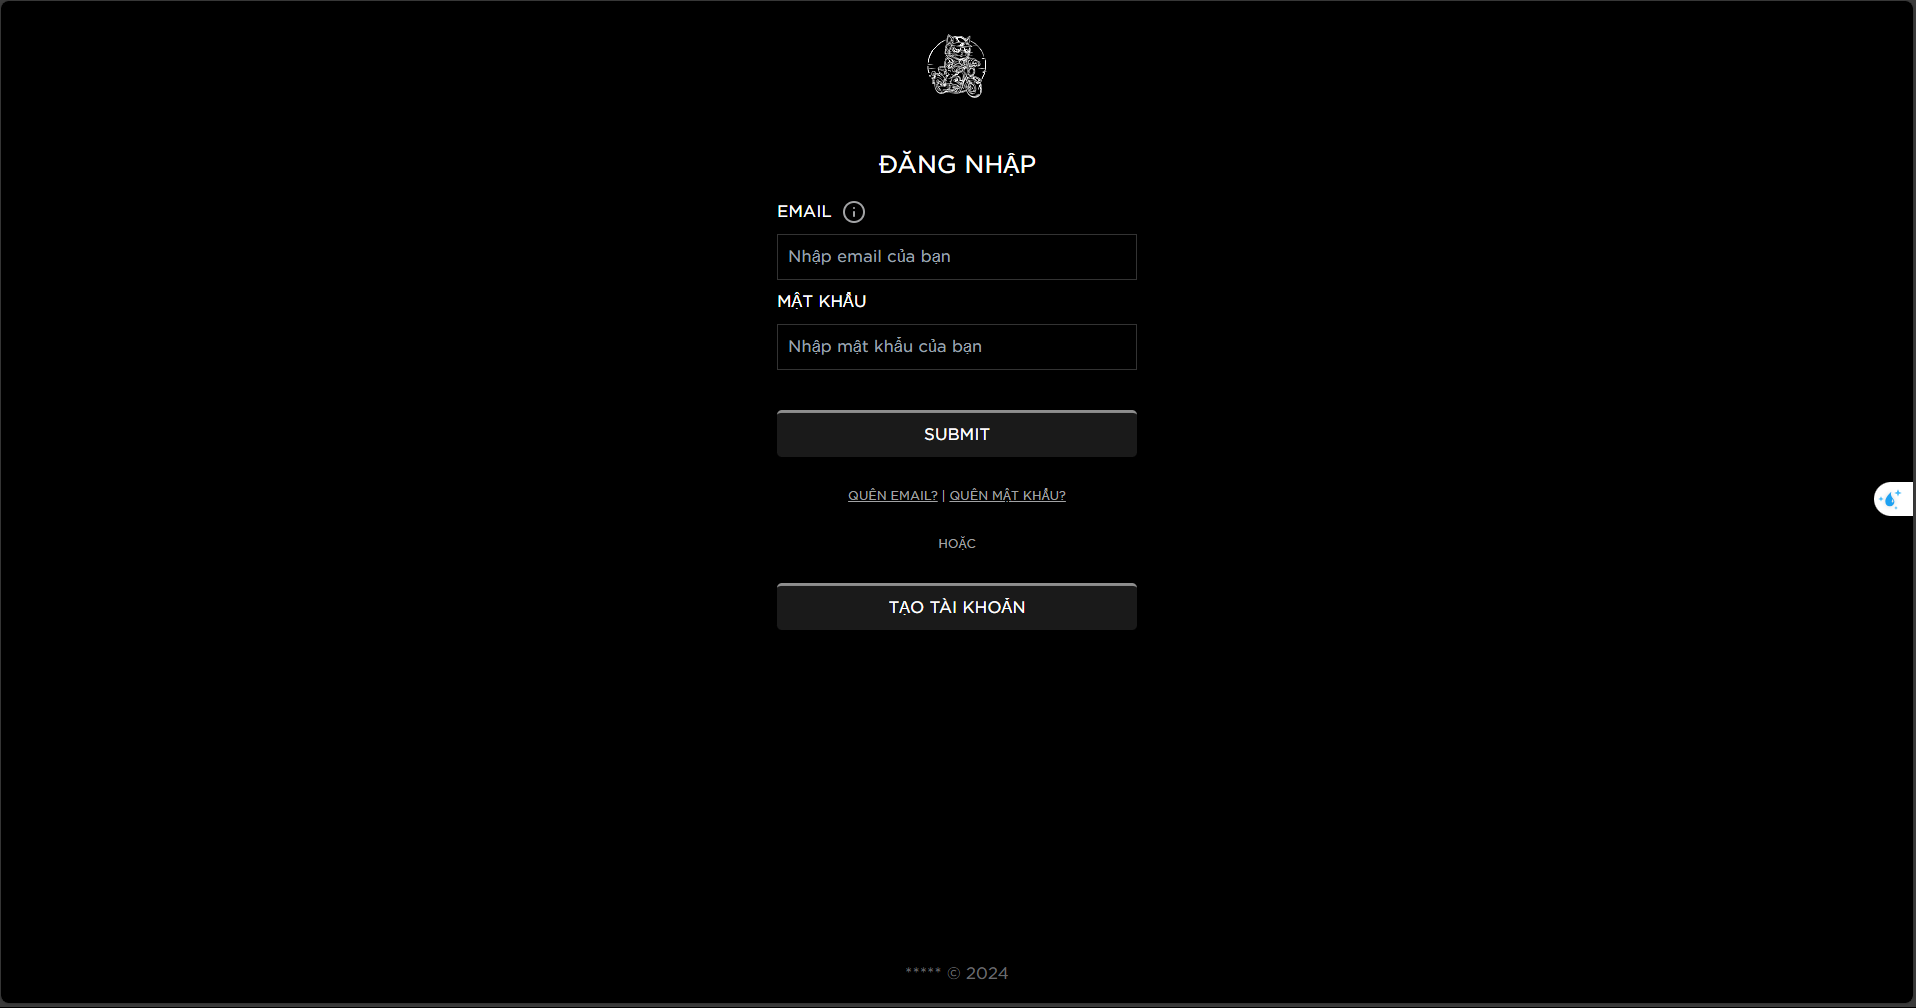 ĐĂNG NHẬP
EMAIL
Nhập email của bạn
MẬT KHẨU
Nhập mật khẩu của bạn
SUBMIT
QUÊN EMAIL? | QUÊN MẬT KHẨU?
HOẶC
TẠO TÀI KHOẢN
***** © 2024